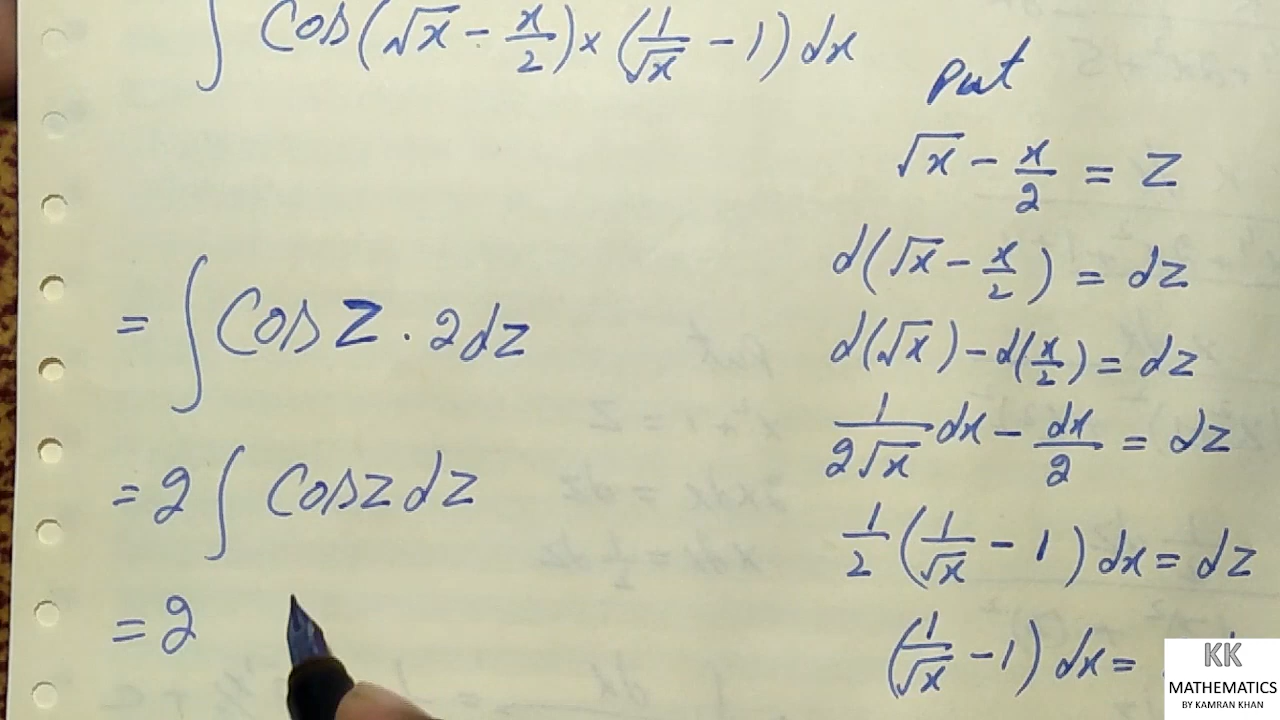 ∫ Cos(√x - x/2) × (1/√x - 1) dx
= ∫ Cos Z . 2dz
= 2 ∫ Cosz dz
= 2
Put
√x - x/2 = Z
d(√x - x/2) = dz
d(√x) - d(x/2) = dz
1/2√x dx - dx/2 = dz
1/2 (1/√x - 1) dx = dz
(1/√x - 1) dx =
KK
MATHEMATICS
BY KAMRAN KHAN